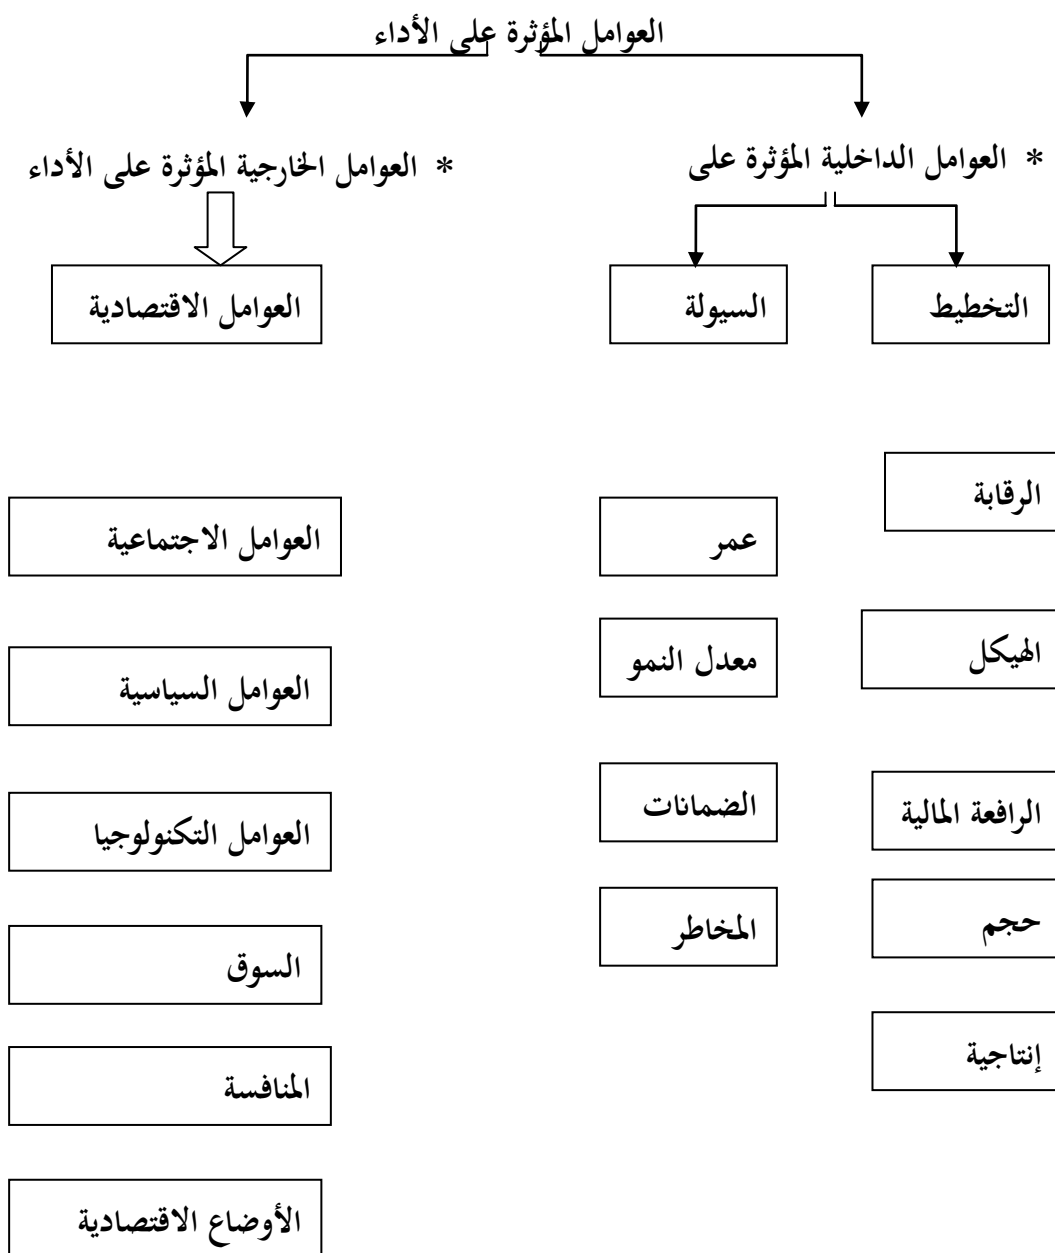 العوامل المؤثرة على الأداء
* العوامل الداخلية المؤثرة على
* العوامل الخارجية المؤثرة على الأداء
التخطيط
السيولة
العوامل الاقتصادية
الرقابة
عمر
العوامل الاجتماعية
الهيكل
معدل النمو
العوامل السياسية
الرافعة المالية
الضمانات
العوامل التكنولوجيا
حجم
المخاطر
السوق
إنتاجية
المنافسة
الأوضاع الاقتصادية